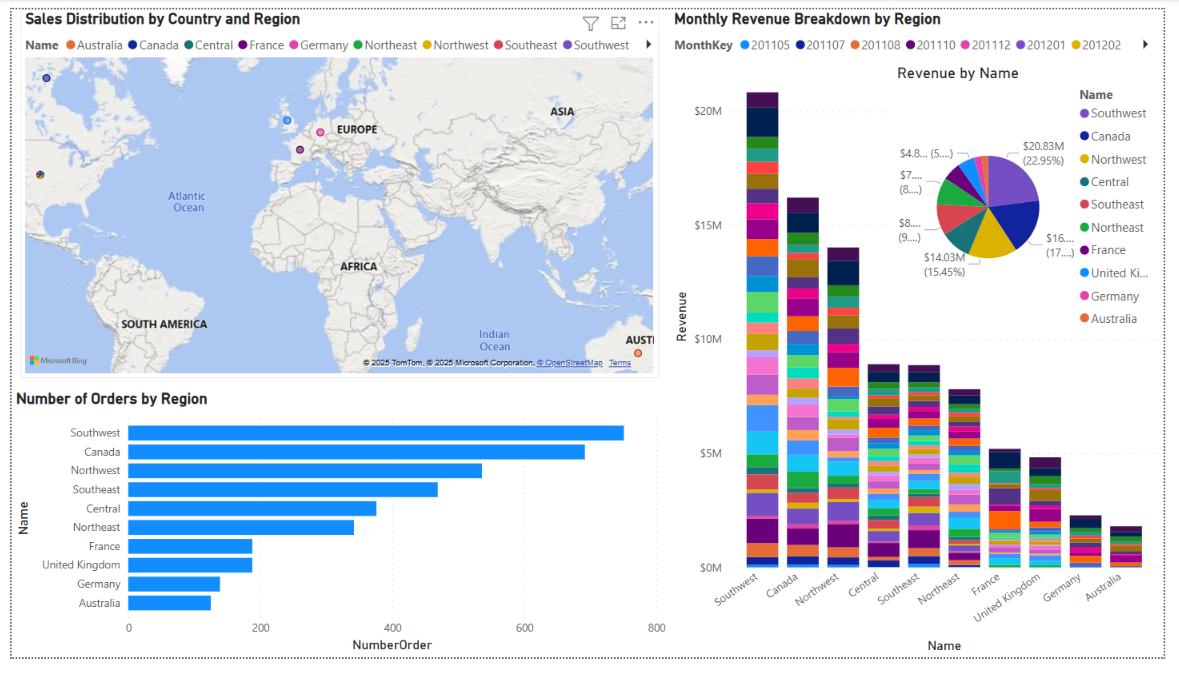 Sales Distribution by Country and Region
Name Australia Canada Central France Germany Northeast Northwest Southeast Southwest
ASIA
EUROPE
Atlantic
Ocean
AFRICA
SOUTH AMERICA
Indian
Ocean
AUSTI
Microsoft Bing
© 2025 TomTom, © 2025 Microsoft Corporation, © OpenStreetMap Terms
Number of Orders by Region
Name
Southwest
Canada
Northwest
Southeast
Central
Northeast
France
United Kingdom
Germany
Australia
0 200 400 600 800
NumberOrder
Monthly Revenue Breakdown by Region
MonthKey 201105 201107 201108 201110 201112 201201 201202
Revenue by Name
Name
Southwest
Canada
Northwest
Central
Southeast
Northeast
France
United Ki...
Germany
Australia
$20.83M
(22.95%)
$16....
(17....)
$14.03M
(15.45%)
$8....
(9....)
$7....
(8....)
$4.8... (5....)
Revenue
$20M
$15M
$10M
$5M
$0M
Southwest
Canada
Northwest
Central
Southeast
Northeast
France
United Kingdom
Germany
Australia
Name